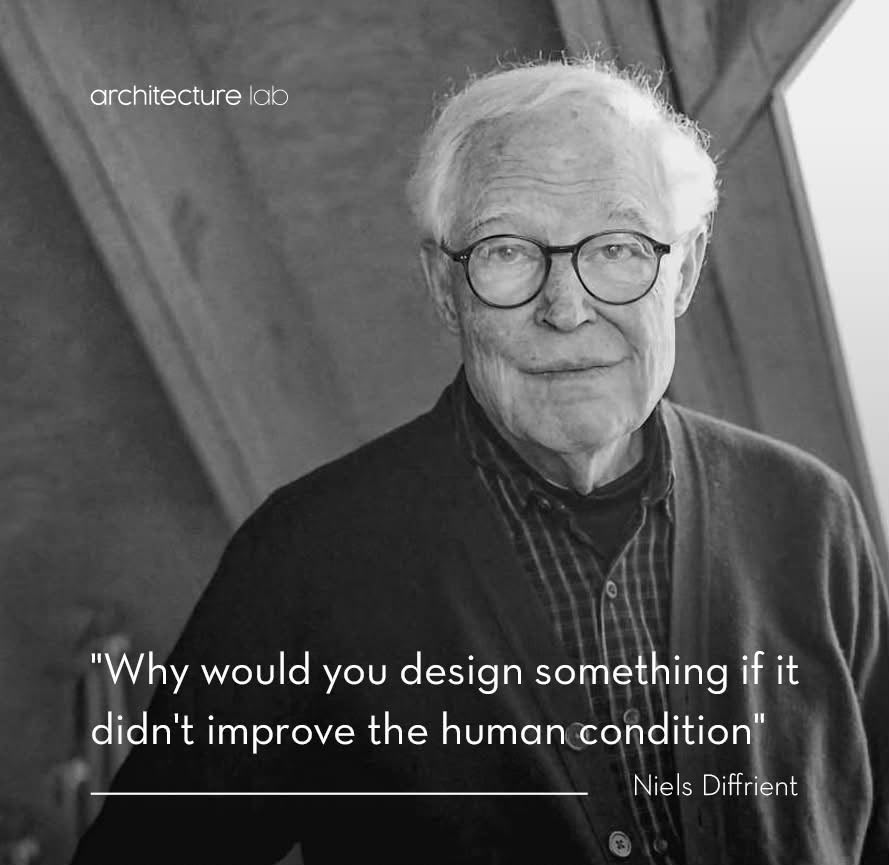 architecture lab
"Why would you design something if it
didn't improve the human condition"
Niels Diffrient